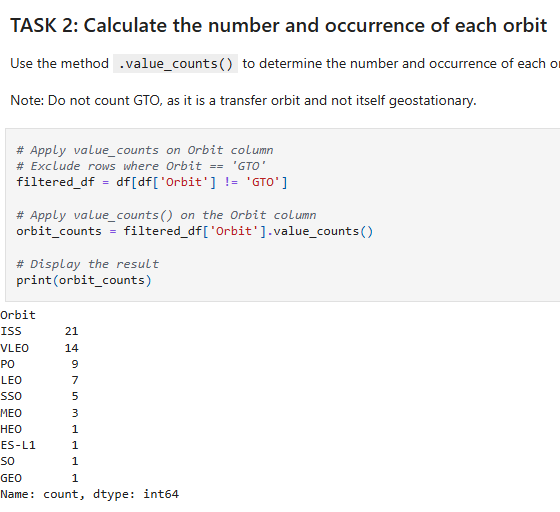 TASK 2: Calculate the number and occurrence of each orbit
Use the method .value_counts() to determine the number and occurrence of each
Note: Do not count GTO, as it is a transfer orbit and not itself geostationary.
# Apply value_counts on Orbit column
# Exclude rows where Orbit == 'GTO'
filtered_df = df[df['Orbit'] != 'GTO']
# Apply value_counts() on the Orbit column
orbit_counts = filtered_df['Orbit'].value_counts()
# Display the result
print(orbit_counts)
Orbit
ISS 21
VLEO 14
PO 9
LEO 7
SSO 5
MEO 3
HEO 1
ES-L1 1
SO 1
GEO 1
Name: count, dtype: int64